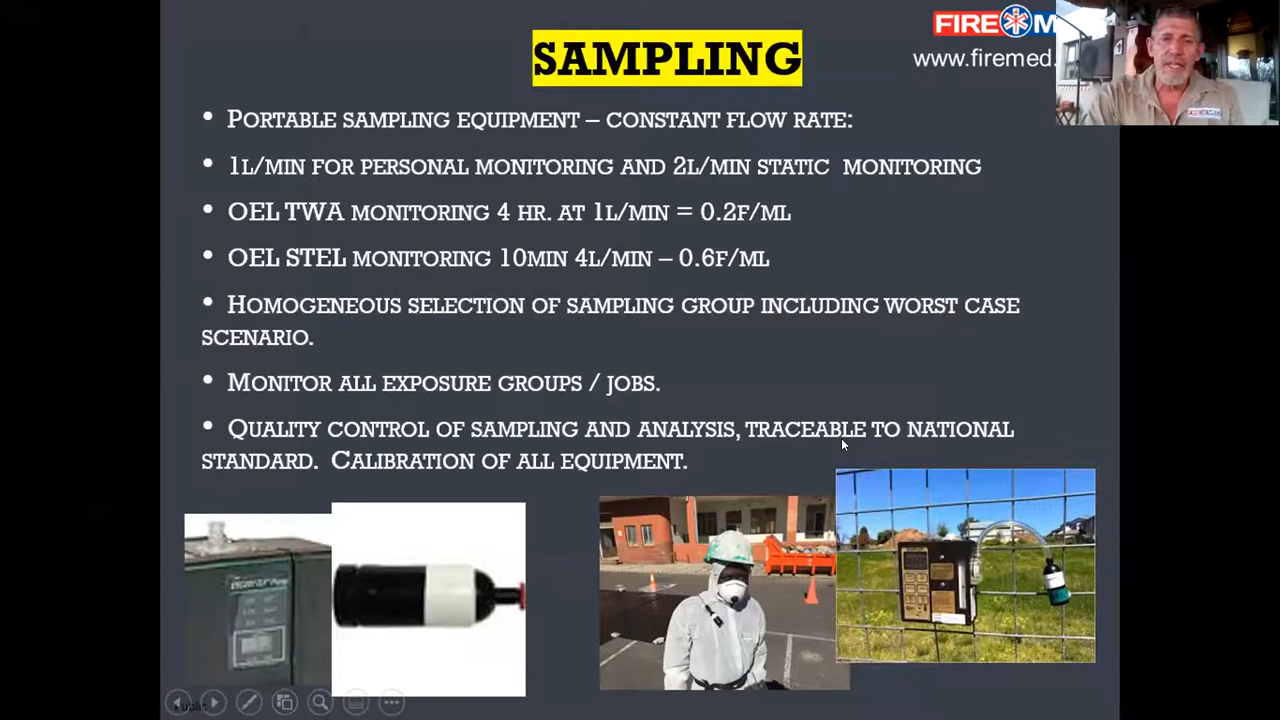 FIRE M
SAMPLING
www.firemed.
• PORTABLE SAMPLING EQUIPMENT – CONSTANT FLOW RATE:
• 1L/MIN FOR PERSONAL MONITORING AND 2L/MIN STATIC MONITORING
• OEL TWA MONITORING 4 HR. AT 1L/MIN = 0.2F/ML
• OEL STEL MONITORING 10MIN 4L/MIN – 0.6F/ML
• HOMOGENEOUS SELECTION OF SAMPLING GROUP INCLUDING WORST CASE
SCENARIO.
• MONITOR ALL EXPOSURE GROUPS / JOBS.
• QUALITY CONTROL OF SAMPLING AND ANALYSIS, TRACEABLE TO NATIONAL
STANDARD. CALIBRATION OF ALL EQUIPMENT.
Public